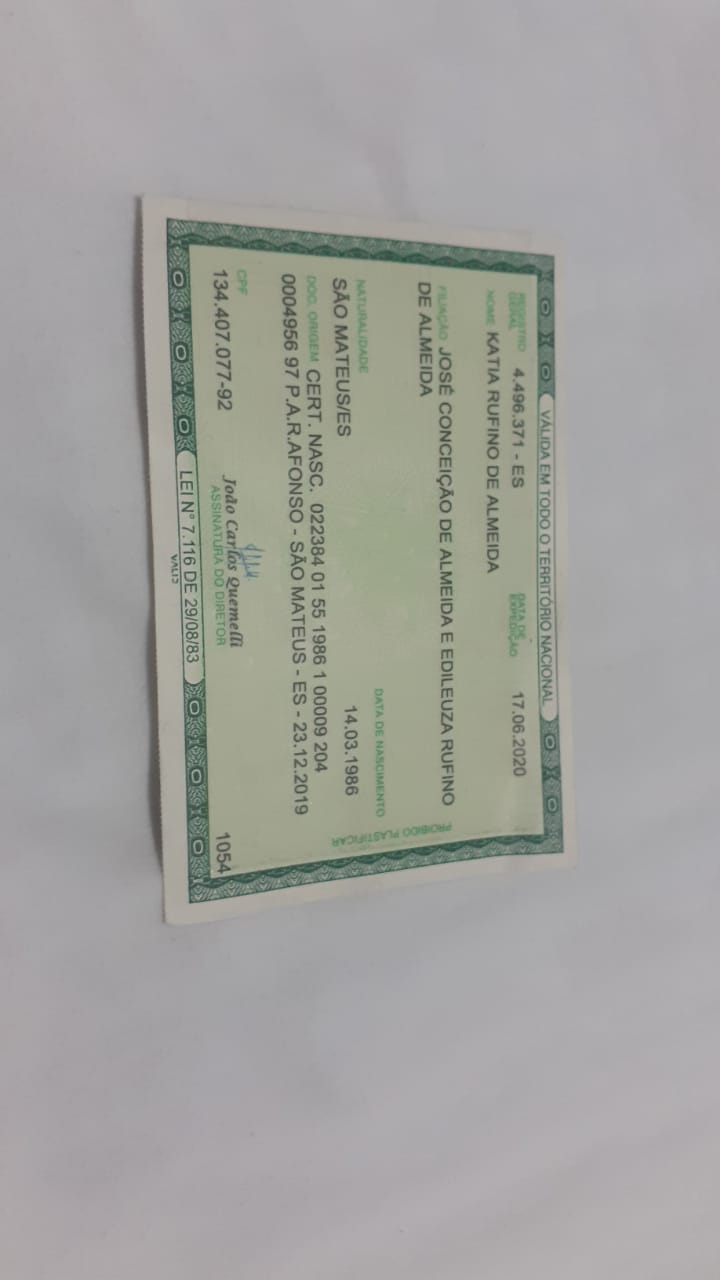 VÁLIDA EM TODO O TERRITÓRIO NACIONAL
REGISTRO GERAL 4.496.371 - ES DATA DE EXPEDIÇÃO 17.06.2020
NOME KATIA RUFINO DE ALMEIDA
FILIAÇÃO JOSÉ CONCEIÇÃO DE ALMEIDA E EDILEUZA RUFINO
DE ALMEIDA
NATURALIDADE DATA DE NASCIMENTO
SÃO MATEUS/ES 14.03.1986
DOC. ORIGEM CERT. NASC. 022384 01 55 1986 1 00009 204
0004956 97 P.A.R.AFONSO - SÃO MATEUS - ES - 23.12.2019
CPF
134.407.077-92 João Carlos Quemelli 1054
ASSINATURA DO DIRETOR
LEI Nº 7.116 DE 29/08/83
VALID
PROIBIDO PLASTIFICAR